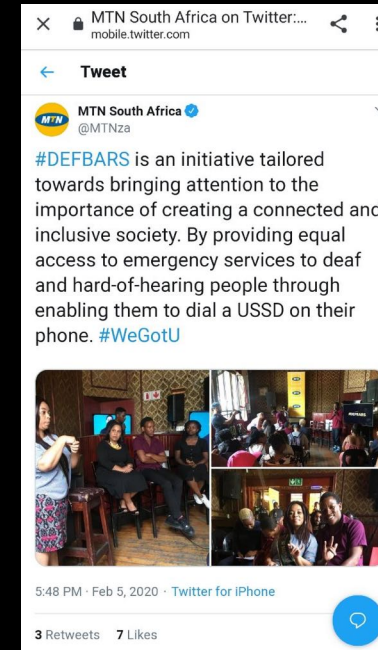 MTN South Africa on Twitter:...
mobile.twitter.com
Tweet
MTN
MTN South Africa
@MTNza
#DEFBARS is an initiative tailored
towards bringing attention to the
importance of creating a connected and
inclusive society. By providing equal
access to emergency services to deaf
and hard-of-hearing people through
enabling them to dial a USSD on their
phone. #WeGotU
5:48 PM · Feb 5, 2020 · Twitter for iPhone
3 Retweets 7 Likes